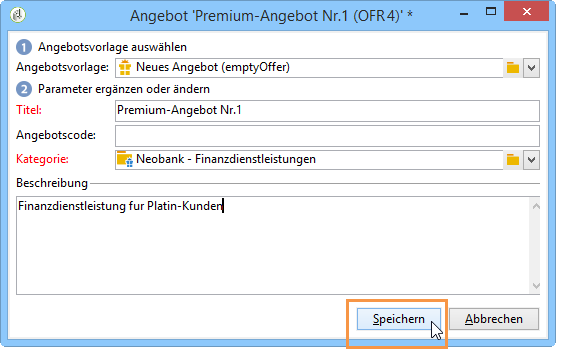 Angebot 'Premium-Angebot Nr.1 (OFR4)' *
1 Angebotsvorlage auswählen
Angebotsvorlage: Neues Angebot (emptyOffer)
2 Parameter ergänzen oder ändern
Titel: Premium-Angebot Nr.1
Angebotscode:
Kategorie: Neobank - Finanzdienstleistungen
Beschreibung
Finanzdienstleistung fur Platin-Kunden
Speichern Abbrechen